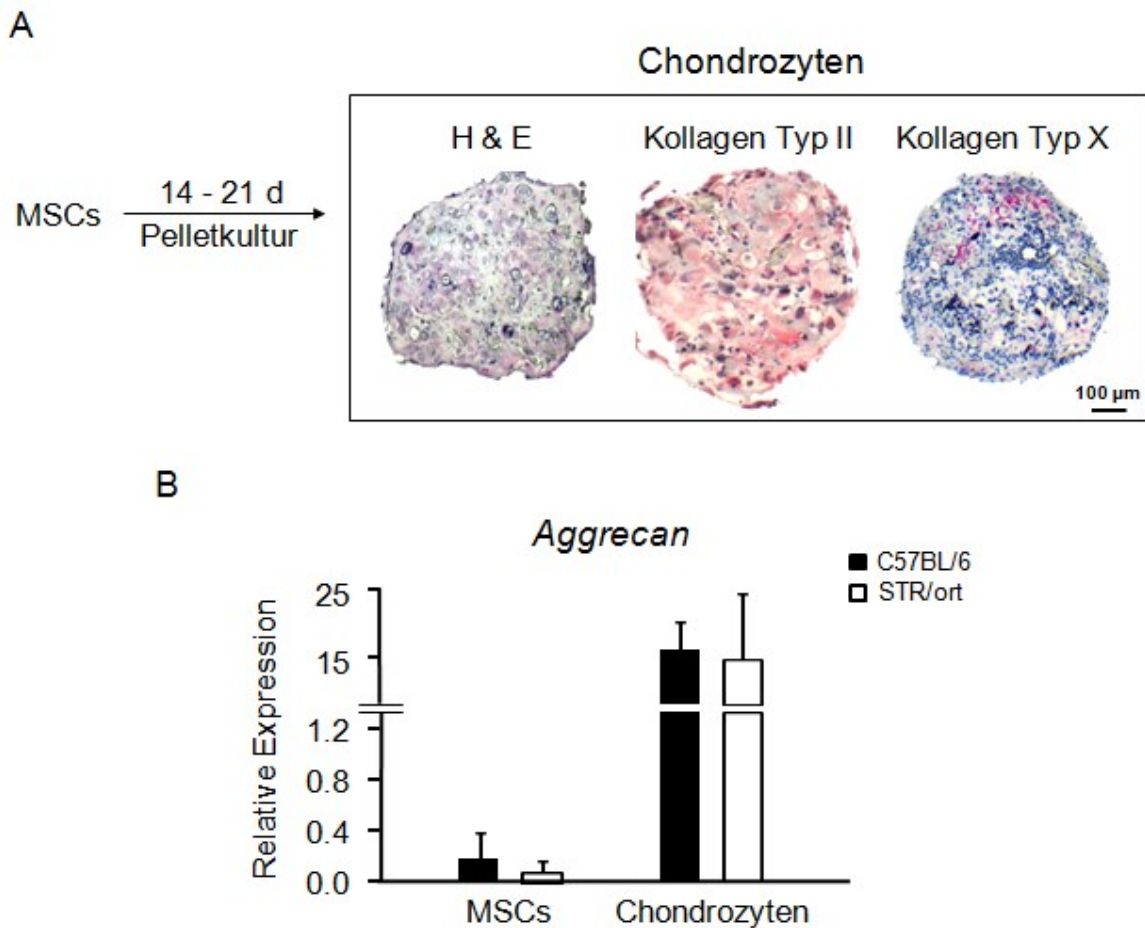 A
Chondrozyten
H & E
Kollagen Typ II
Kollagen Typ X
MSCs
14 - 21 d
Pelletkultur
100 µm
B
Aggrecan
C57BL/6
STR/ort
Relative Expression
25
15
1.2
0.8
0.4
0.0
MSCs
Chondrozyten